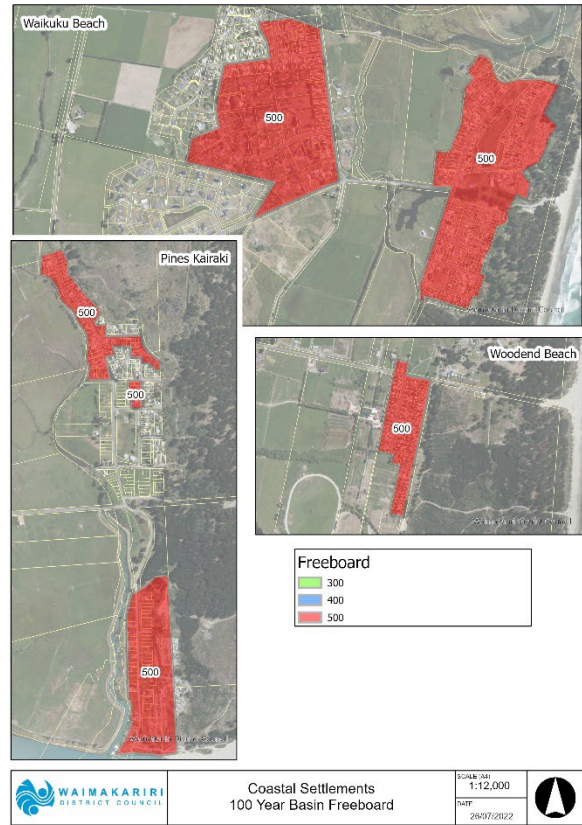 Waikuku Beach
500
500
Pines Kairaki
500
500
500
Woodend Beach
500
Freeboard
300
400
500
WAIMAKARIRI
DISTRICT COUNCIL
Coastal Settlements
100 Year Basin Freeboard
SCALE (A4)
1:12,000
DATE
26/07/2022